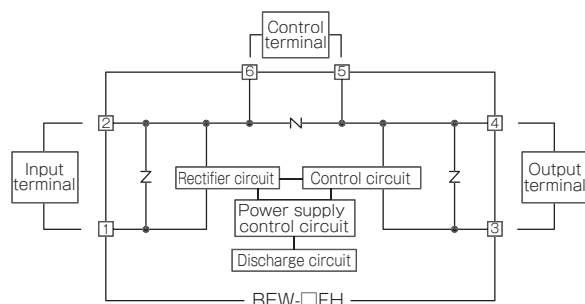 Control
terminal
6
5
2
4
Input
terminal
Output
terminal
Rectifier circuit
Control circuit
Power supply
control circuit
1
3
Discharge circuit
BEW-□FH